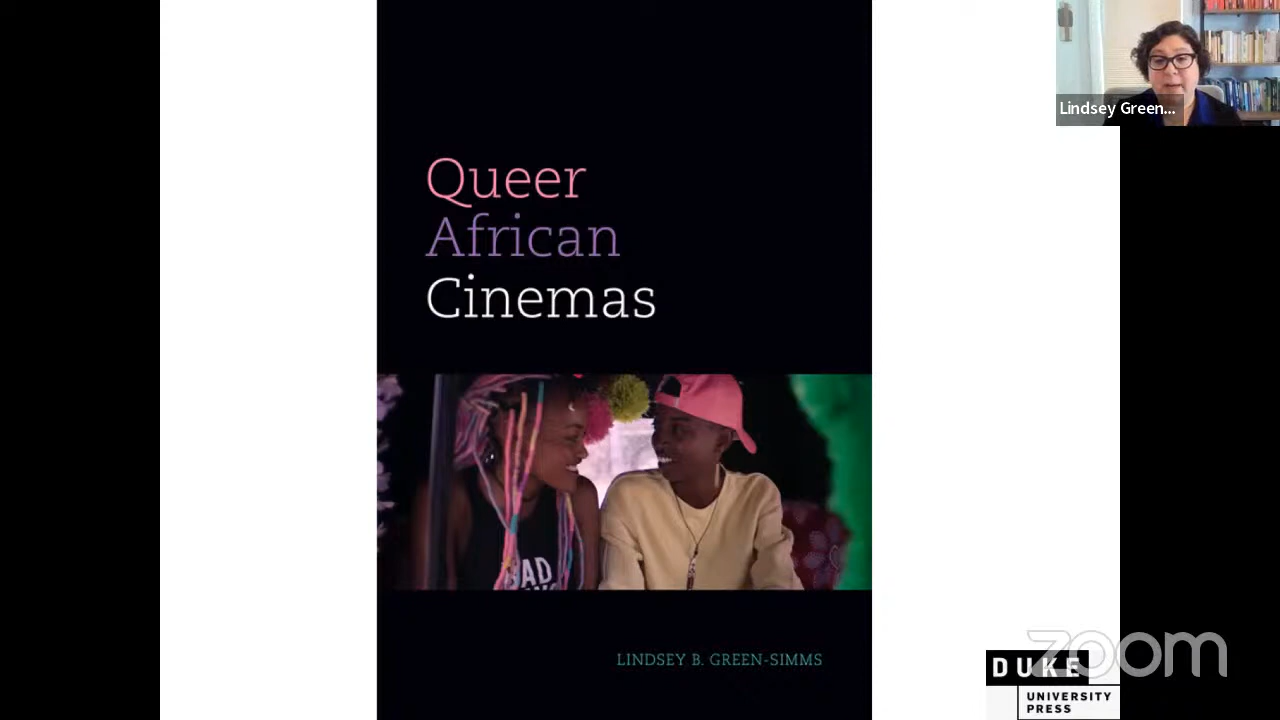 Lindsey Green...
Queer
African
Cinemas
LINDSEY B. GREEN-SIMMS
zoom
DUKE
UNIVERSITY
PRESS